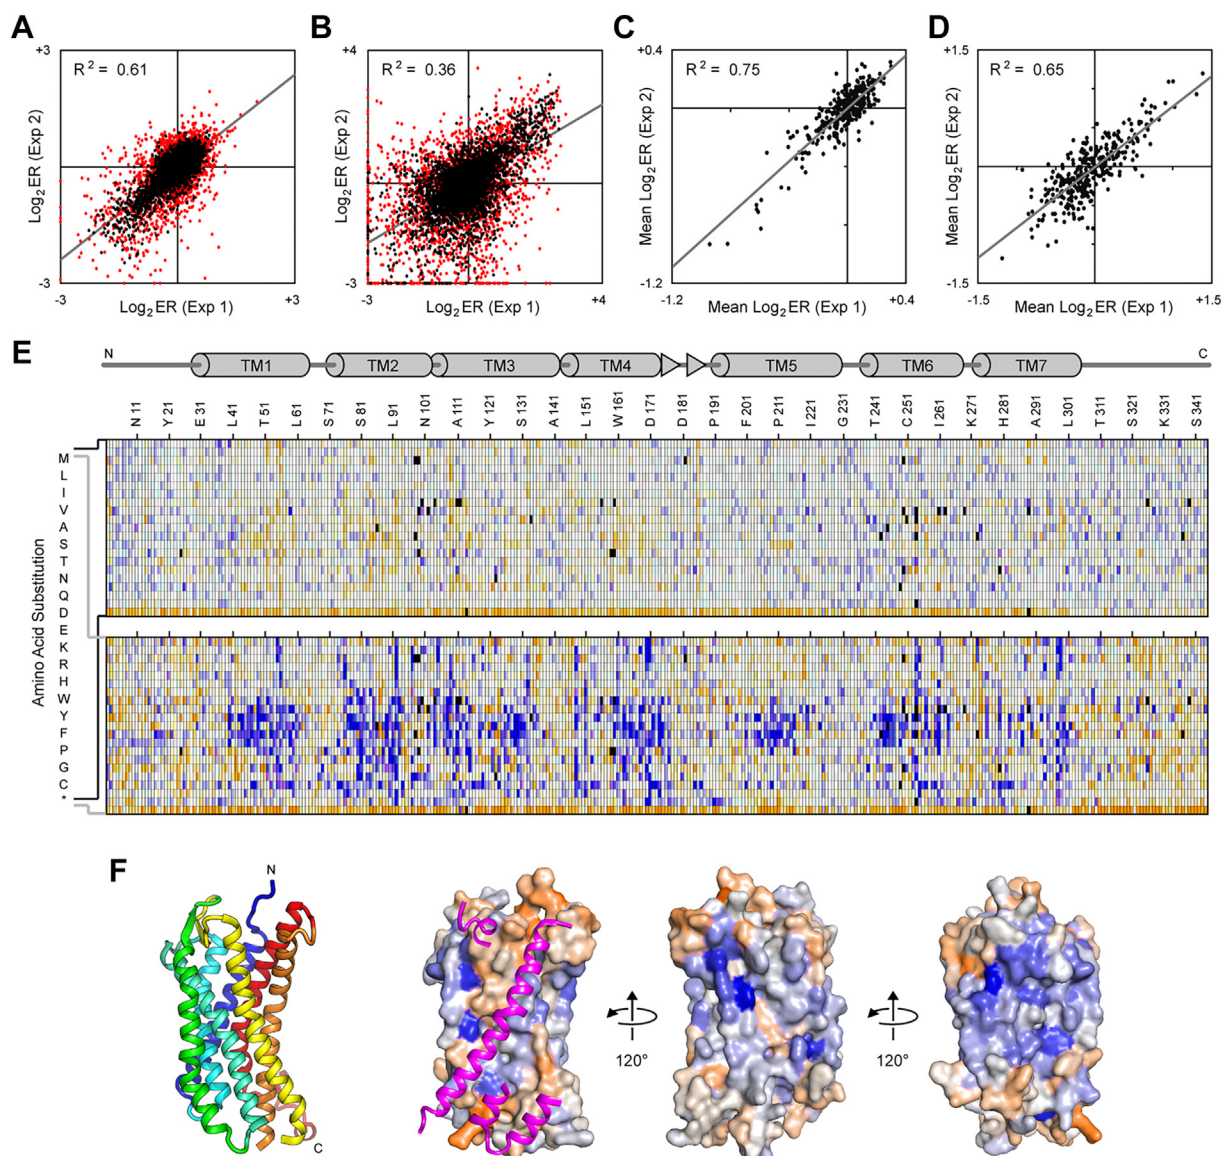 A
B
C
D
+3
R² = 0.61
Log₂ER (Exp 2)
-3
-3
Log₂ER (Exp 1)
+3
+4
R² = 0.36
Log₂ER (Exp 2)
-3
-3
Log₂ER (Exp 1)
+4
+0.4
R² = 0.75
Mean Log₂ER (Exp 2)
-1.2
-1.2
Mean Log₂ER (Exp 1)
+0.4
+1.5
R² = 0.65
Mean Log₂ER (Exp 2)
-1.5
-1.5
Mean Log₂ER (Exp 1)
+1.5
E
N
TM1
TM2
TM3
TM4
TM5
TM6
TM7
C
N 11
Y 21
E 31
L 41
T 51
L 61
S 71
S 81
L 91
N 101
A 111
Y 121
S 131
A 141
L 151
W 161
D 171
D 181
P 191
F 201
P 211
I 221
G 231
T 241
C 251
I 261
K 271
H 281
A 291
L 301
T 311
S 321
K 331
S 341
Amino Acid Substitution
M
L
I
V
A
S
T
N
Q
D
E
K
R
H
W
Y
F
P
G
C
*
F
N
C
120°
120°